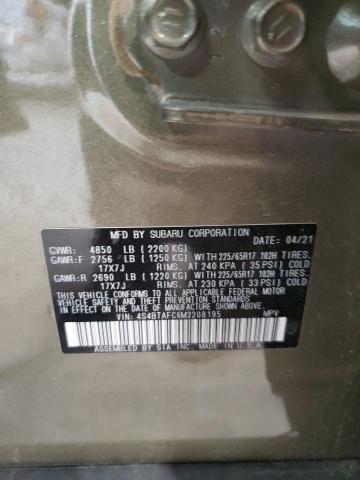 MFD BY SUBARU CORPORATION DATE: 04/21
GVWR: 4850 LB (2200 KG)
GAWR:F 2756 LB (1250 KG) WITH 225/65R17 102H TIRES.
17X7J RIMS. AT 240 KPA ( 35 PSI) COLD
GAWR:R 2690 LB (1220 KG) WITH 225/65R17 102H TIRES.
17X7J RIMS. AT 230 KPA ( 33 PSI) COLD
THIS VEHICLE CONFORMS TO ALL APPLICABLE
FEDERAL MOTOR VEHICLE SAFETY STANDARDS IN
EFFECT ON THE DATE OF MANUFACTURE SHOWN ABOVE.
VIN: 4S4BTAFC6M3208195 MPV
ASSEMBLED BY SIA INC. MADE IN U.S.A